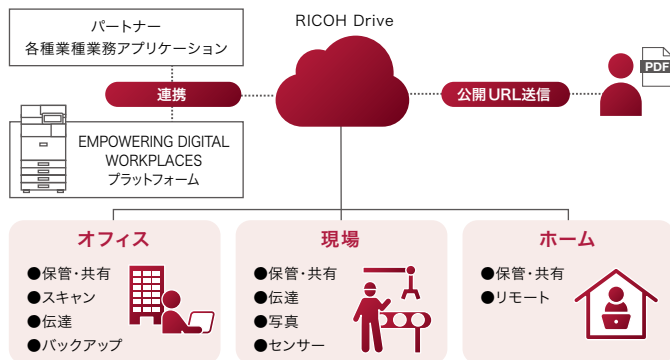 パートナー
各種業種業務アプリケーション
RICOH Drive
連携
公開URL送信
PDF
EMPOWERING DIGITAL
WORKPLACES
プラットフォーム
オフィス
●保管・共有
●スキャン
●伝達
●バックアップ
現場
●保管・共有
●伝達
●写真
●センサー
ホーム
●保管・共有
●リモート